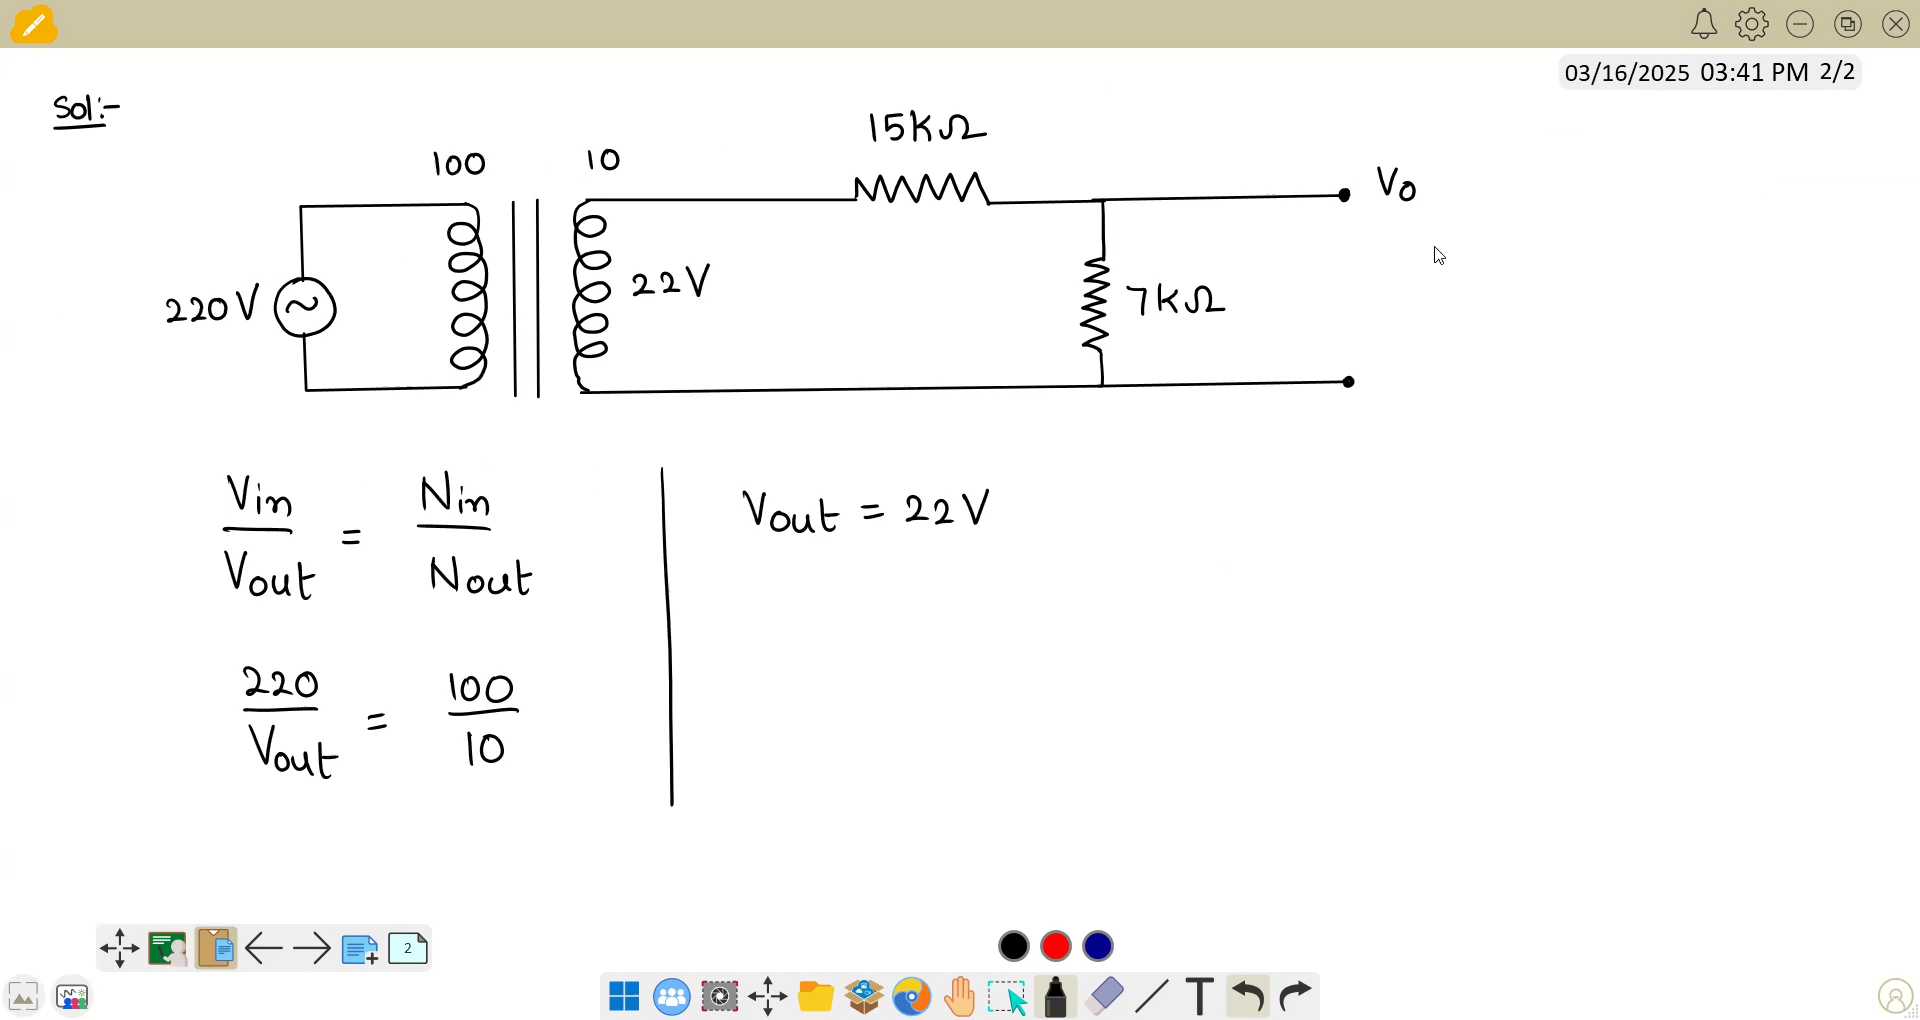 03/16/2025 03:41 PM 2/2
Sol:-
15KΩ
100
10
Vo
220V
22V
7KΩ
Vin / Vout = Nin / Nout
Vout = 22V
220 / Vout = 100 / 10
2
T